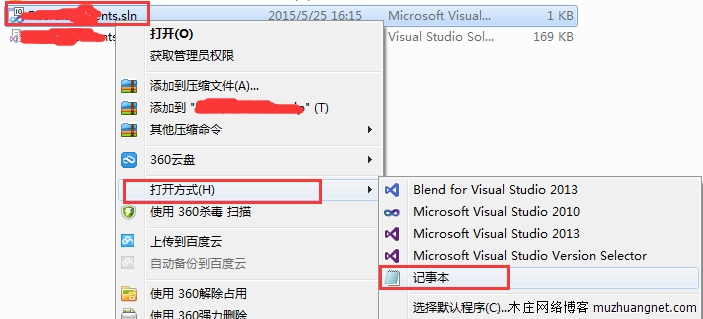 ents.sln 2015/5/25 16:15 Microsoft Visual... 1 KB
ents. Visual Studio Sol... 169 KB
打开(O)
获取管理员权限
添加到压缩文件(A)...
添加到 " " (T)
其他压缩命令
360云盘
打开方式(H)
使用 360杀毒 扫描
上传到百度云
自动备份到百度云
使用 360解除占用
使用 360强力删除
Blend for Visual Studio 2013
Microsoft Visual Studio 2010
Microsoft Visual Studio 2013
Microsoft Visual Studio Version Selector
记事本
选择默认程序(C)...木庄网络博客 muzhuangnet.com